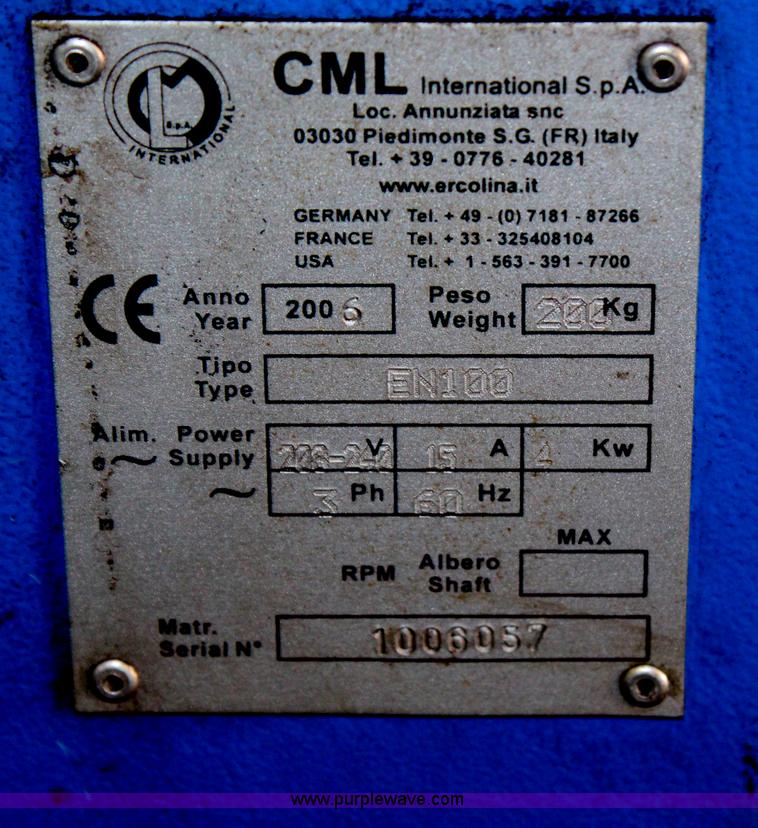 CML International S.p.A.
S.p.A.
INTERNATIONAL
Loc. Annunziata snc
03030 Piedimonte S.G. (FR) Italy
Tel. + 39 - 0776 - 40281
www.ercolina.it
GERMANY Tel. + 49 - (0) 7181 - 87266
FRANCE Tel. + 33 - 325408104
USA Tel. + 1 - 563 - 391 - 7700
CE
Anno Year 2006 Peso Weight 200 Kg
Tipo Type EN100
Alim. Power Supply ~ 208-240 V 15 A 4 Kw
~ 3 Ph 60 Hz
MAX
RPM Albero Shaft
Matr. Serial N° 1006057
www.purplewave.com